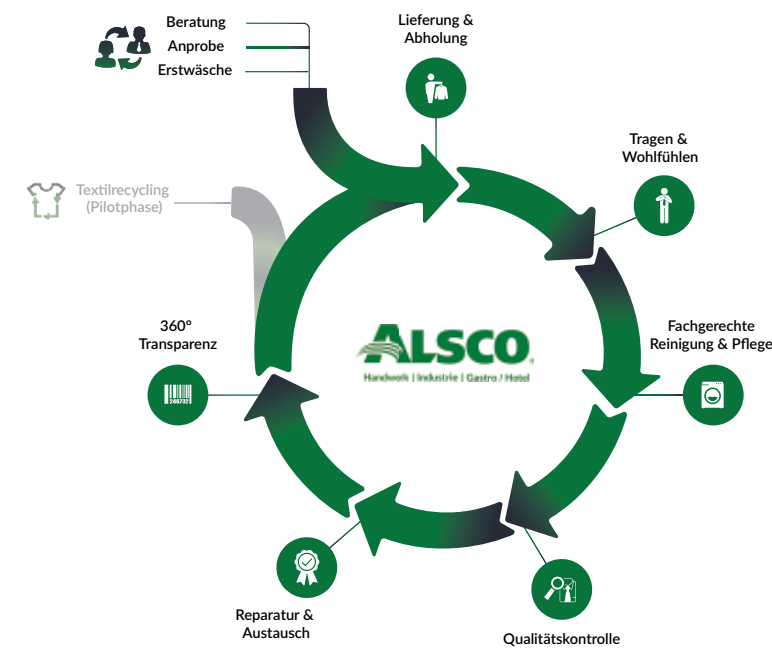 Beratung
Anprobe
Erstwäsche
Lieferung &
Abholung
Tragen &
Wohlfühlen
Fachgerechte
Reinigung & Pflege
Qualitätskontrolle
Reparatur &
Austausch
360°
Transparenz
248732
Textilrecycling
(Pilotphase)
ALSCO
Handwerk | Industrie | Gastro / Hotel